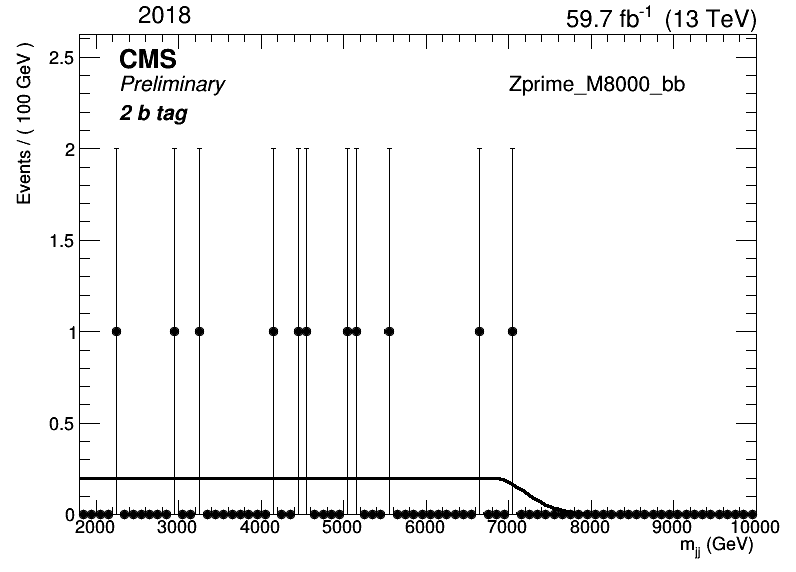 2018
59.7 fb⁻¹ (13 TeV)
CMS
Preliminary
2 b tag
Zprime_M8000_bb
Events / ( 100 GeV )
2.5
2
1.5
1
0.5
0
2000 3000 4000 5000 6000 7000 8000 9000 10000
m_jj (GeV)